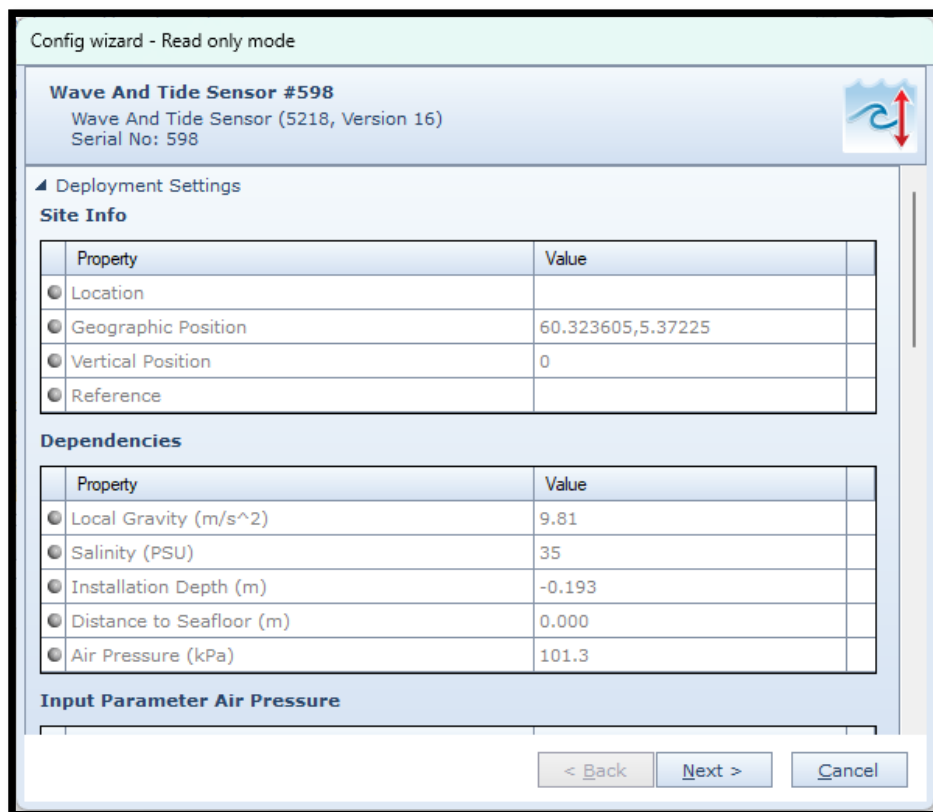 Config wizard - Read only mode
Wave And Tide Sensor #598
Wave And Tide Sensor (5218, Version 16)
Serial No: 598
Deployment Settings
Site Info
Property Value
Location
Geographic Position 60.323605,5.37225
Vertical Position 0
Reference
Dependencies
Property Value
Local Gravity (m/s^2) 9.81
Salinity (PSU) 35
Installation Depth (m) -0.193
Distance to Seafloor (m) 0.000
Air Pressure (kPa) 101.3
Input Parameter Air Pressure
< Back Next > Cancel